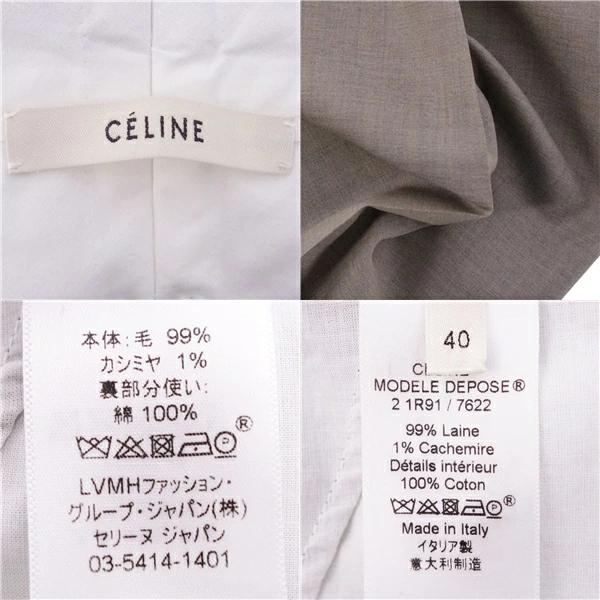 CÉLINE
本体:毛 99%
カシミヤ 1%
裏部分使い:
綿 100%
LVMHファッション・
グループ・ジャパン(株)
セリーヌ ジャパン
03-5414-1401
40
MODELE DEPOSE®
2 1R91 / 7622
99% Laine
1% Cachemire
Détails intérieur
100% Coton
Made in Italy
イタリア製
意大利制造